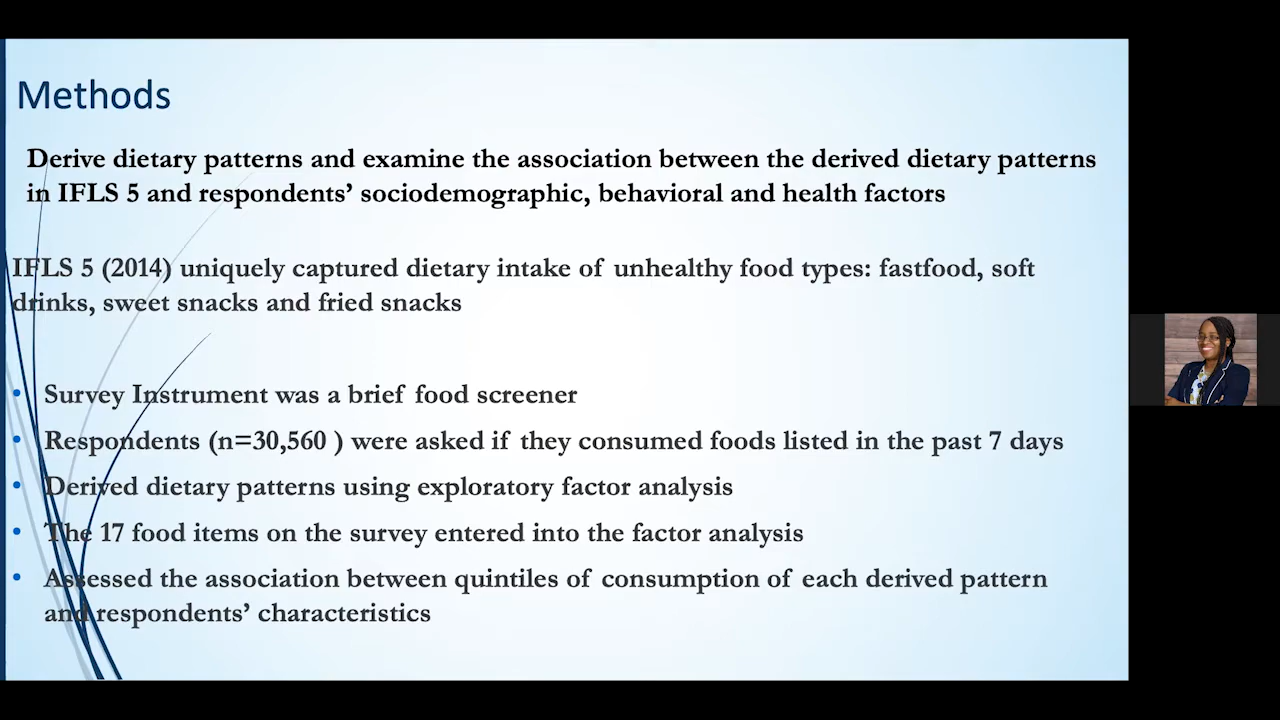 Methods
Derive dietary patterns and examine the association between the derived dietary patterns
in IFLS 5 and respondents’ sociodemographic, behavioral and health factors
IFLS 5 (2014) uniquely captured dietary intake of unhealthy food types: fastfood, soft
drinks, sweet snacks and fried snacks
• Survey Instrument was a brief food screener
• Respondents (n=30,560 ) were asked if they consumed foods listed in the past 7 days
• Derived dietary patterns using exploratory factor analysis
• The 17 food items on the survey entered into the factor analysis
• Assessed the association between quintiles of consumption of each derived pattern
and respondents’ characteristics